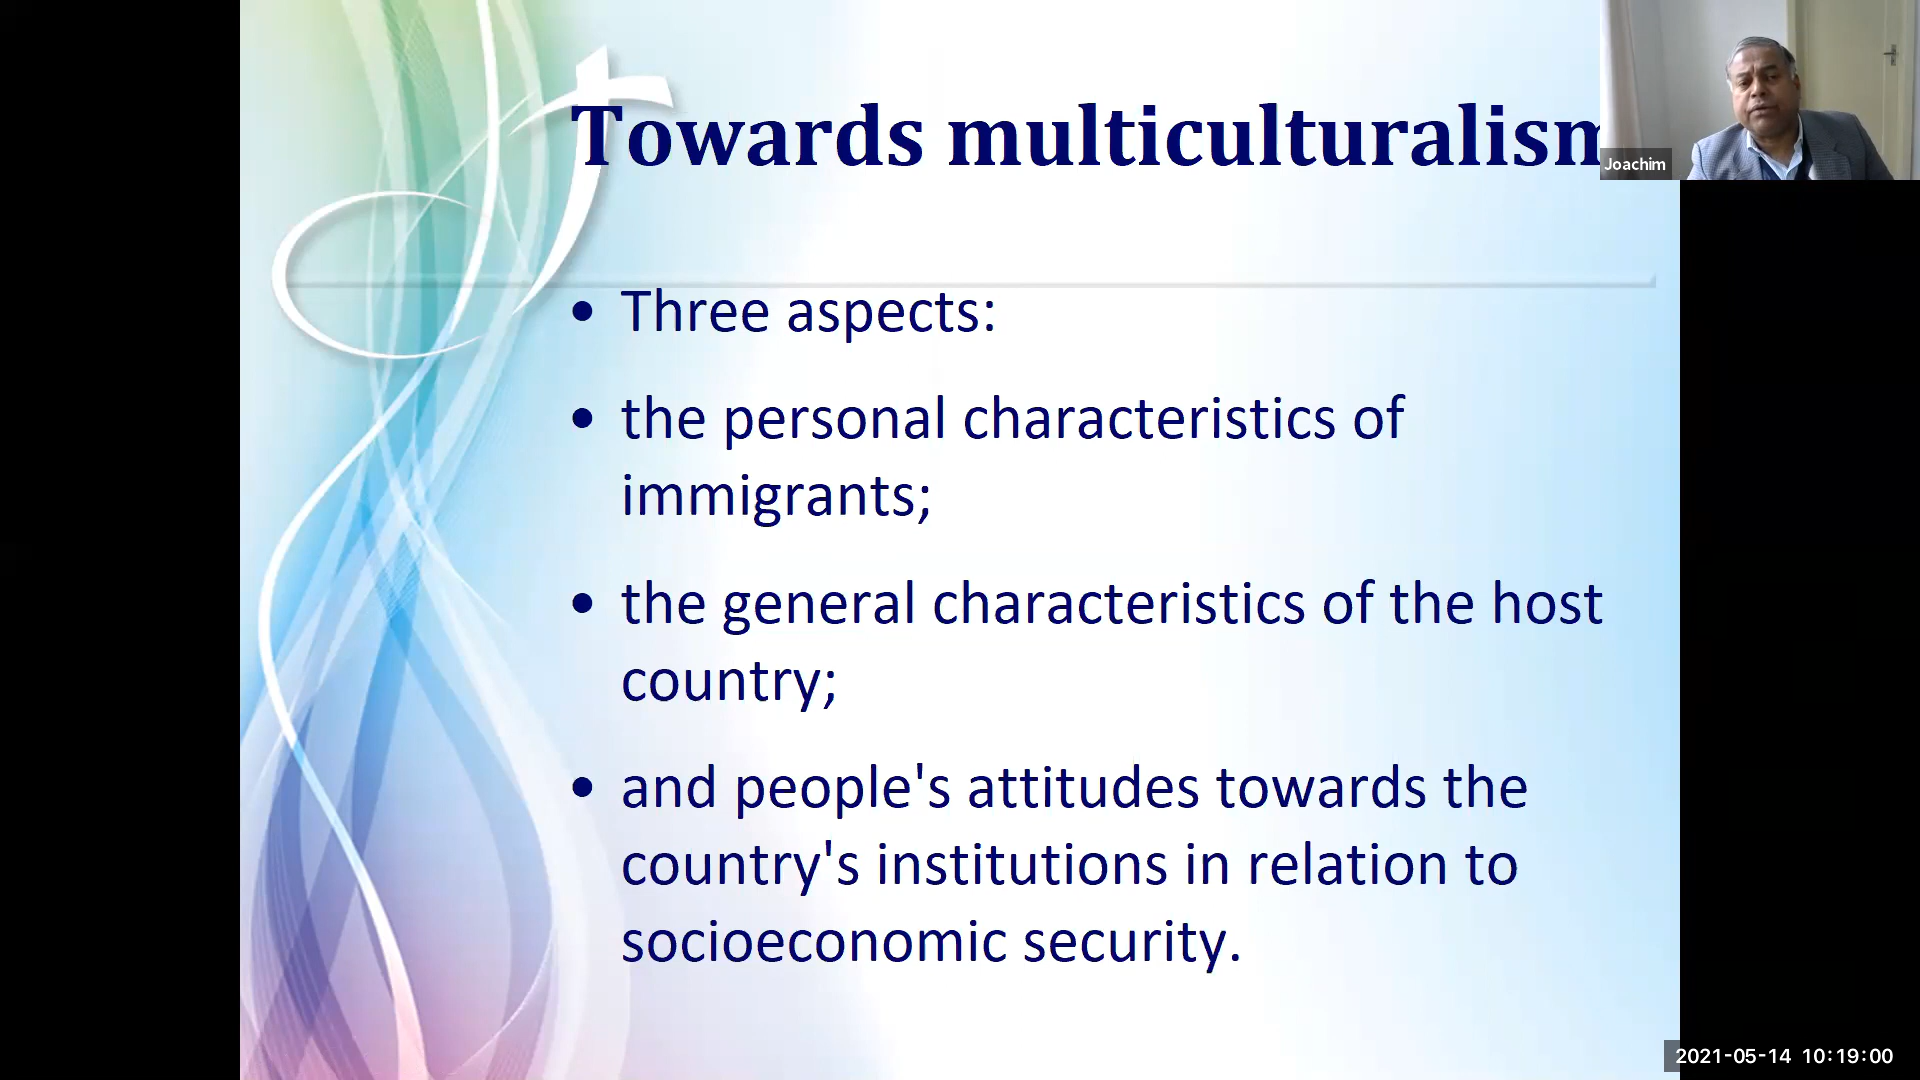 Towards multiculturalism
Joachim
• Three aspects:
• the personal characteristics of
immigrants;
• the general characteristics of the host
country;
• and people's attitudes towards the
country's institutions in relation to
socioeconomic security.
2021-05-14 10:19:00